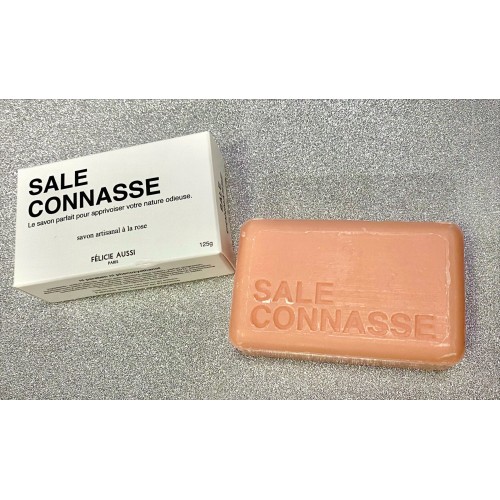 SALE
CONNASSE
Le savon parfait pour apprivoiser votre nature odieuse.
savon artisanal à la rose
FÉLICIE AUSSI
PARIS
125g
SALE
CONNASSE